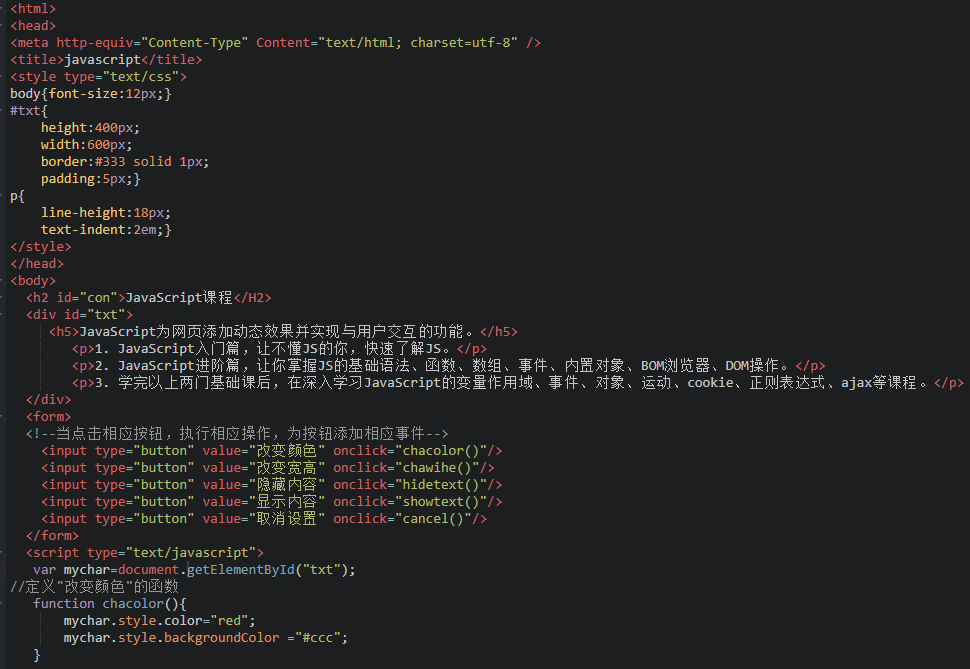 <html>
<head>
<meta http-equiv="Content-Type" Content="text/html; charset=utf-8" />
<title>javascript</title>
<style type="text/css">
body{font-size:12px;}
#txt{
    height:400px;
    width:600px;
    border:#333 solid 1px;
    padding:5px;}
p{
    line-height:18px;
    text-indent:2em;}
</style>
</head>
<body>
  <h2 id="con">JavaScript课程</H2>
  <div id="txt">
     <h5>JavaScript为网页添加动态效果并实现与用户交互的功能。</h5>
        <p>1. JavaScript入门篇，让不懂JS的你，快速了解JS。</p>
        <p>2. JavaScript进阶篇，让你掌握JS的基础语法、函数、数组、事件、内置对象、BOM浏览器、DOM操作。</p>
        <p>3. 学完以上两门基础课后，在深入学习JavaScript的变量作用域、事件、对象、运动、cookie、正则表达式、ajax等课程。</p>
  </div>
  <form>
  <!--当点击相应按钮，执行相应操作，为按钮添加相应事件-->
    <input type="button" value="改变颜色" onclick="chacolor()"/>
    <input type="button" value="改变宽高" onclick="chawihe()"/>
    <input type="button" value="隐藏内容" onclick="hidetext()"/>
    <input type="button" value="显示内容" onclick="showtext()"/>
    <input type="button" value="取消设置" onclick="cancel()"/>
  </form>
  <script type="text/javascript">
   var mychar=document.getElementById("txt");
//定义"改变颜色"的函数
   function chacolor(){
       mychar.style.color="red";
       mychar.style.backgroundColor ="#ccc";
   }